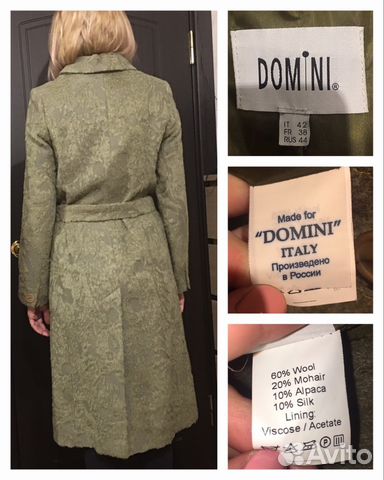 DOMINI®
IT 42
FR 38
RUS 44
Made for
"DOMINI"
ITALY
Произведено
в России
60% Wool
20% Mohair
10% Alpaca
10% Silk
Lining:
Viscose / Acetate
Avito